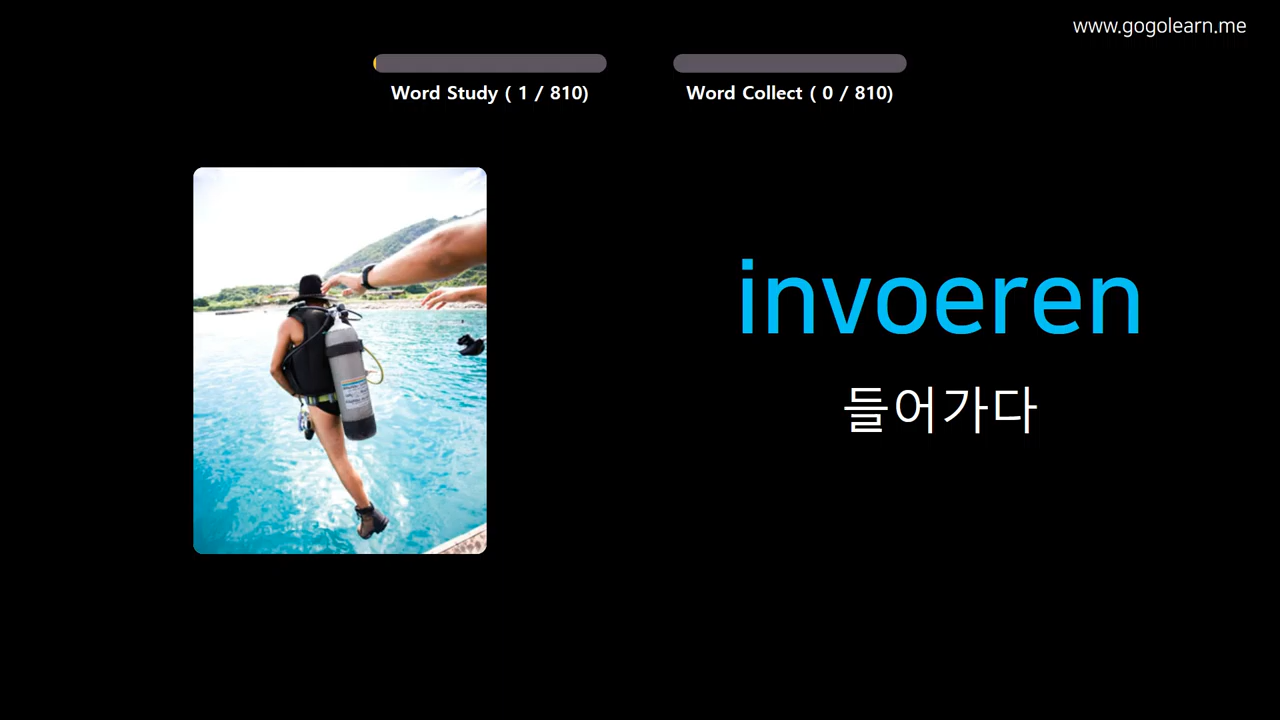 www.gogolearn.me
Word Study ( 1 / 810)
Word Collect ( 0 / 810)
invoeren
들어가다